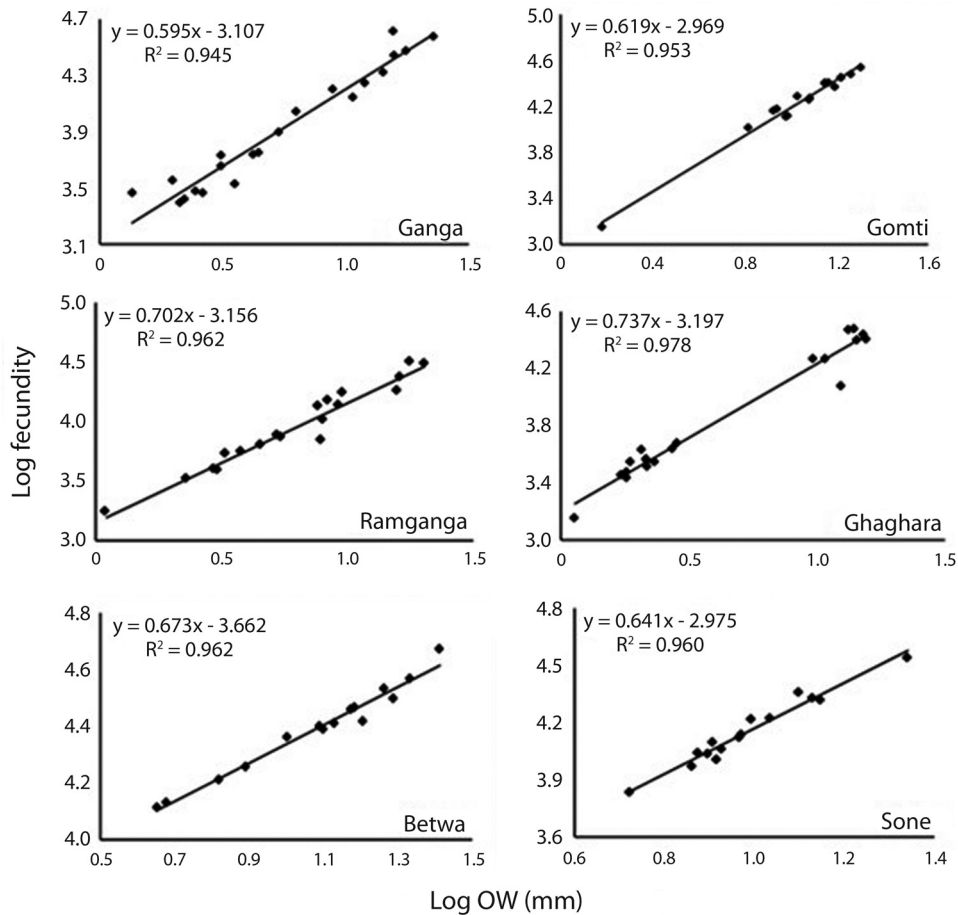 4.7
y = 0.595x - 3.107
R² = 0.945
4.3
3.9
3.5
3.1
Ganga
0 0.5 1.0 1.5
5.0
y = 0.619x - 2.969
R² = 0.953
4.6
4.2
3.8
3.4
3.0
Gomti
0 0.4 0.8 1.2 1.6
Log fecundity
5.0
y = 0.702x - 3.156
R² = 0.962
4.5
4.0
3.5
3.0
Ramganga
0 0.5 1.0 1.5
4.6
y = 0.737x - 3.197
R² = 0.978
4.2
3.8
3.4
3.0
Ghaghara
0 0.5 1.0 1.5
4.8
y = 0.673x - 3.662
R² = 0.962
4.6
4.4
4.2
4.0
Betwa
0.5 0.7 0.9 1.1 1.3 1.5
4.8
y = 0.641x - 2.975
R² = 0.960
4.5
4.2
3.9
3.6
Sone
0.6 0.8 1.0 1.2 1.4
Log OW (mm)